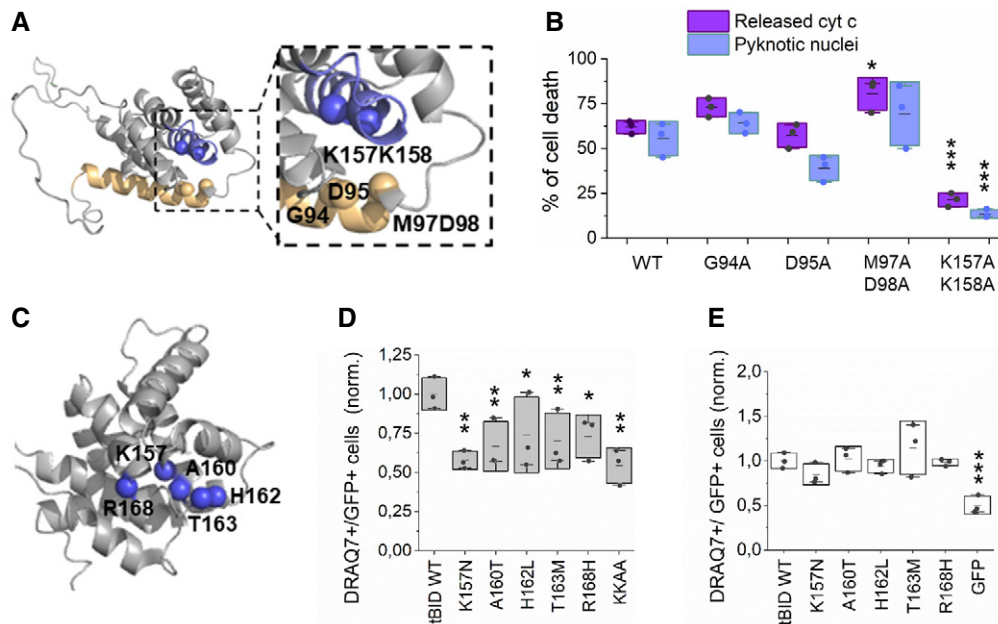 A
K157K158
D95
G94
M97D98
B
Released cyt c
Pyknotic nuclei
% of cell death
100
75
50
25
0
*
***
***
WT
G94A
D95A
M97A
D98A
K157A
K158A
C
K157
A160
R168
H162
T163
D
DRAQ7+/GFP+ cells (norm.)
1,25
1,00
0,75
0,50
0,25
0,00
**
**
*
**
*
**
tBID WT
K157N
A160T
H162L
T163M
R168H
KKAA
E
DRAQ7+/ GFP+ cells (norm.)
2,0
1,5
1,0
0,5
0,0
***
tBID WT
K157N
A160T
H162L
T163M
R168H
GFP